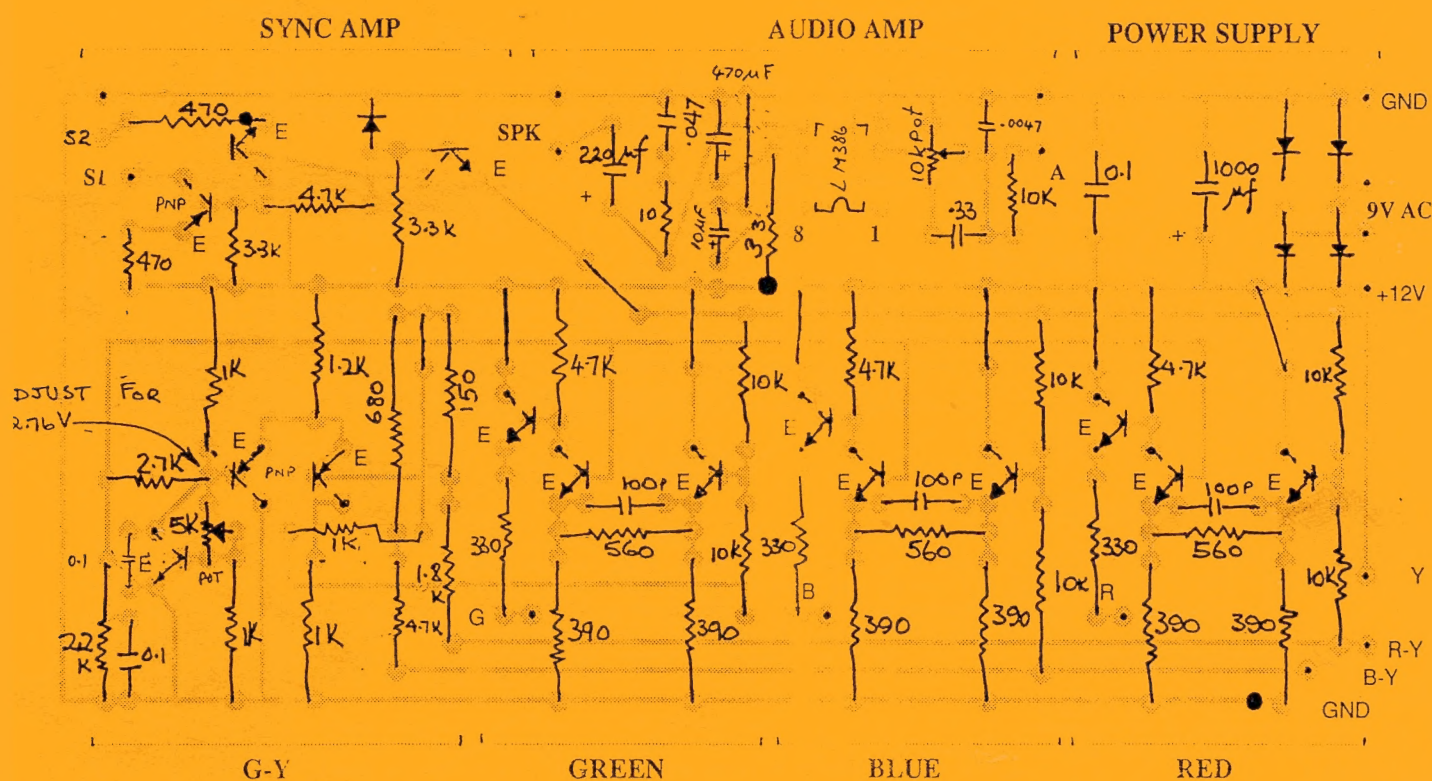 SYNC AMP
AUDIO AMP
POWER SUPPLY
470µF
470
E
S2
SPK
E
220µf
+
.047
+
LM386
10K Pot
.0047
GND
S1
PNP
E
4.7K
3.3K
10
10µF
+
3.3
8
1
A
.33
10K
0.1
1000
µf
+
9V AC
470
3.3K
+12V
1K
1.2K
680
150
4.7K
10K
4.7K
10K
4.7K
10K
DJUST FOR
2.76V
E
PNP
E
E
E
E
2.7K
E
E
E
E
E
E
100P
100P
100P
5K
POT
1K
330
560
330
560
330
560
0.1
E
10K
10K
10K
Y
1.8
K
G
B
R
2.2
K
0.1
1K
1K
4.7K
390
390
390
390
390
390
R-Y
B-Y
GND
G-Y
GREEN
BLUE
RED